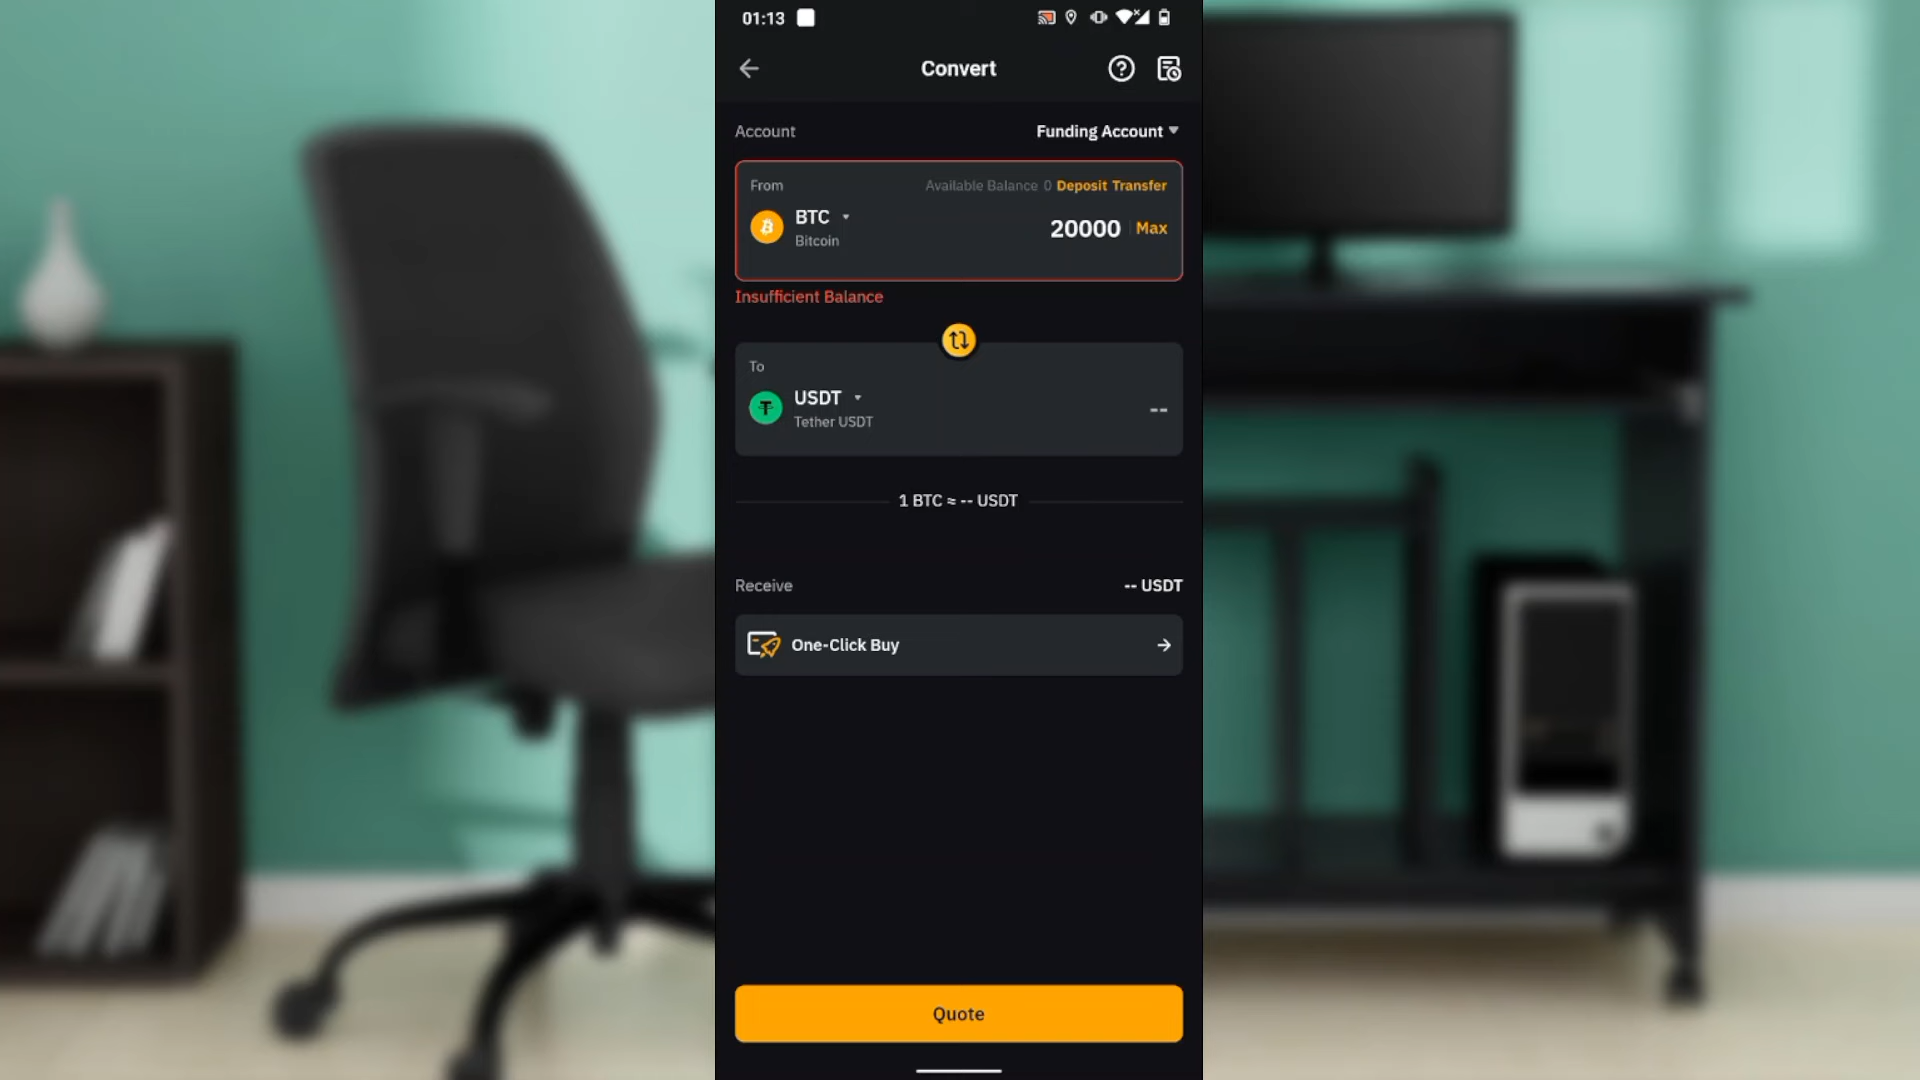 01:13
Convert
Account Funding Account
From Available Balance 0 Deposit Transfer
BTC
Bitcoin
20000 Max
Insufficient Balance
To
USDT
Tether USDT
--
1 BTC ≈ -- USDT
Receive -- USDT
One-Click Buy
Quote